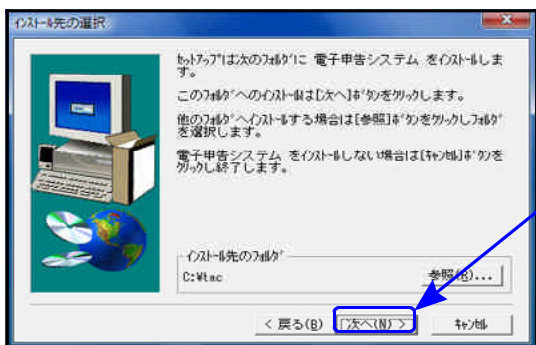 インストール先の選択
セットアップは次のフォルダに 電子申告システム をインストールしま
す。
このフォルダへのインストールは[次へ]ボタンをクリックします。
他のフォルダへインストールする場合は[参照]ボタンをクリックしフォルダ
を選択します。
電子申告システム をインストールしない場合は[キャンセル]ボタンを
クリックし終了します。
インストール先のフォルダ
C:¥tac
参照(R)...
< 戻る(B)
次へ(N) >
キャンセル